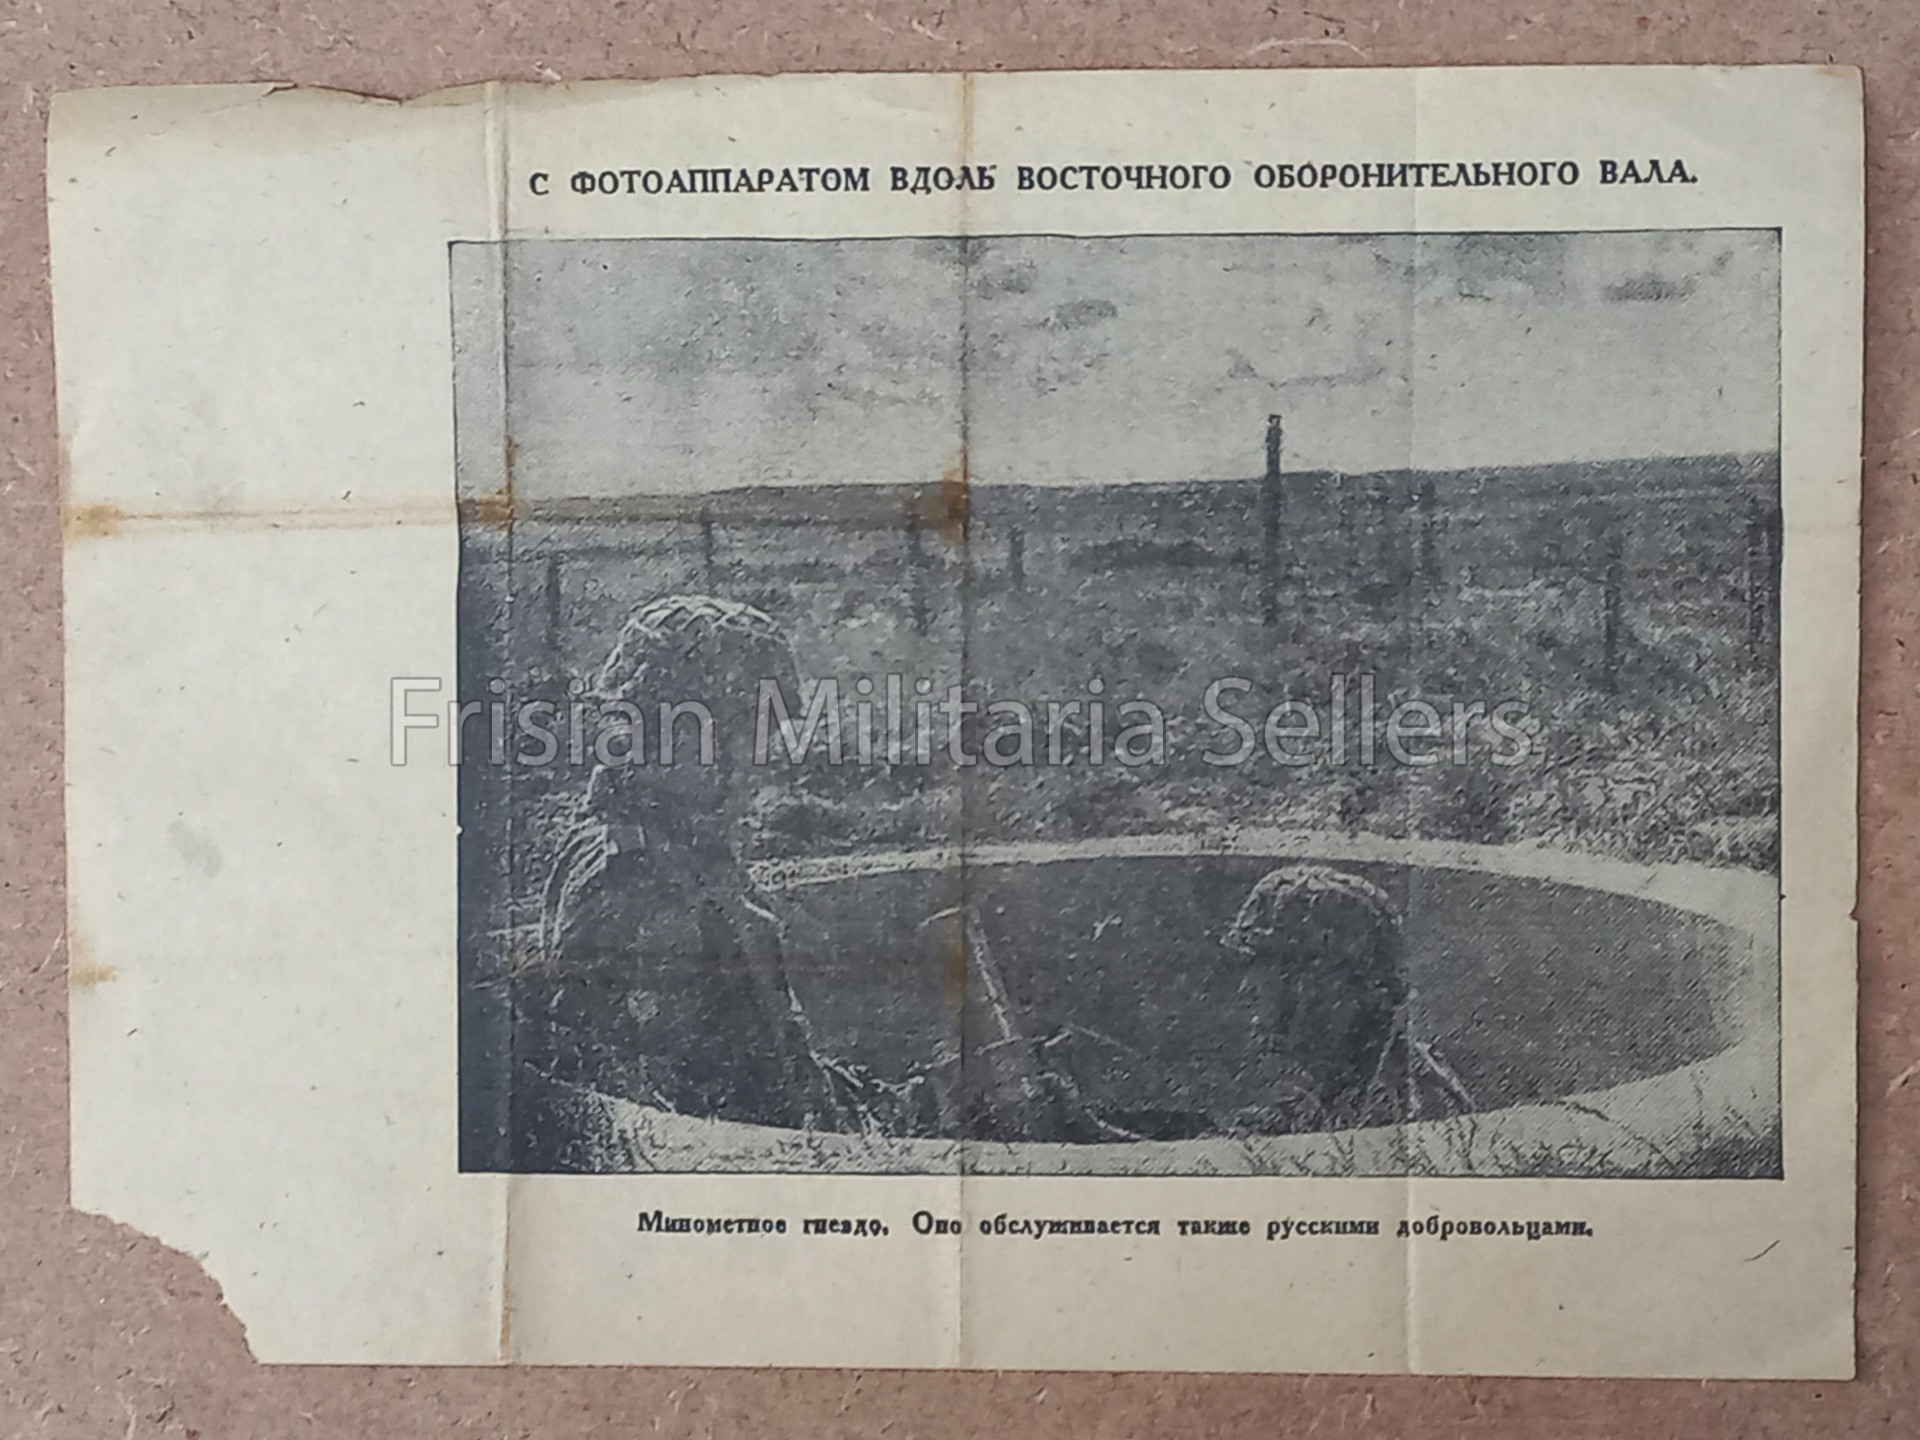 С ФОТОАППАРАТОМ ВДОЛЬ ВОСТОЧНОГО ОБОРОНИТЕЛЬНОГО ВАЛА.
Frisian Militaria Sellers
Минометное гнездо. Оно обслуживается также русскими добровольцами.